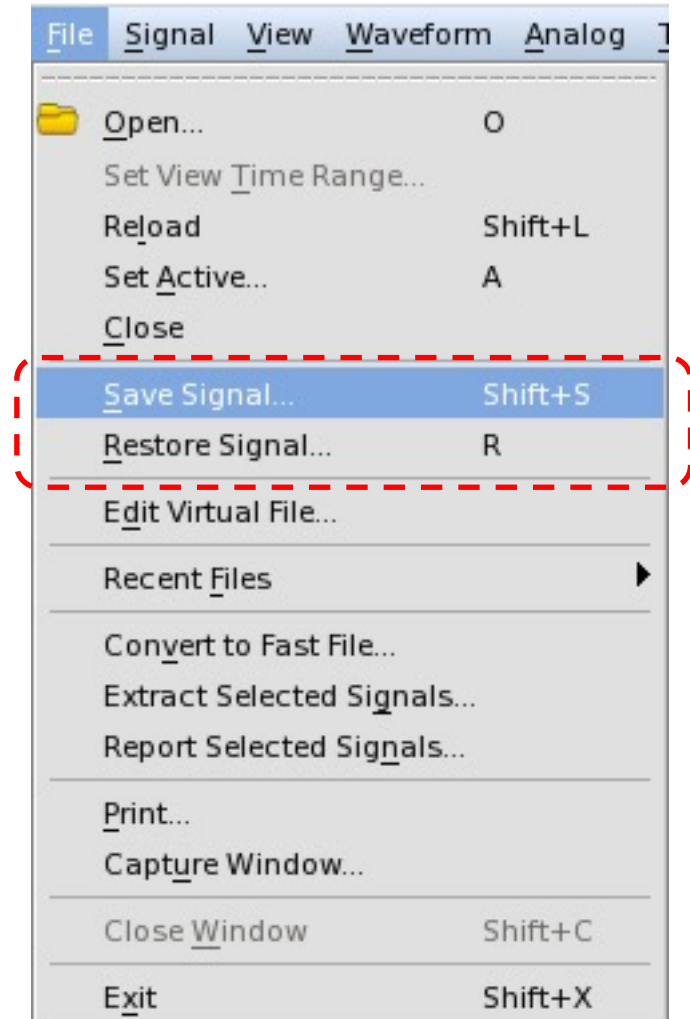 File Signal View Waveform Analog
Open... O
Set View Time Range...
Reload Shift+L
Set Active... A
Close
Save Signal... Shift+S
Restore Signal... R
Edit Virtual File...
Recent Files
Convert to Fast File...
Extract Selected Signals...
Report Selected Signals...
Print...
Capture Window...
Close Window Shift+C
Exit Shift+X